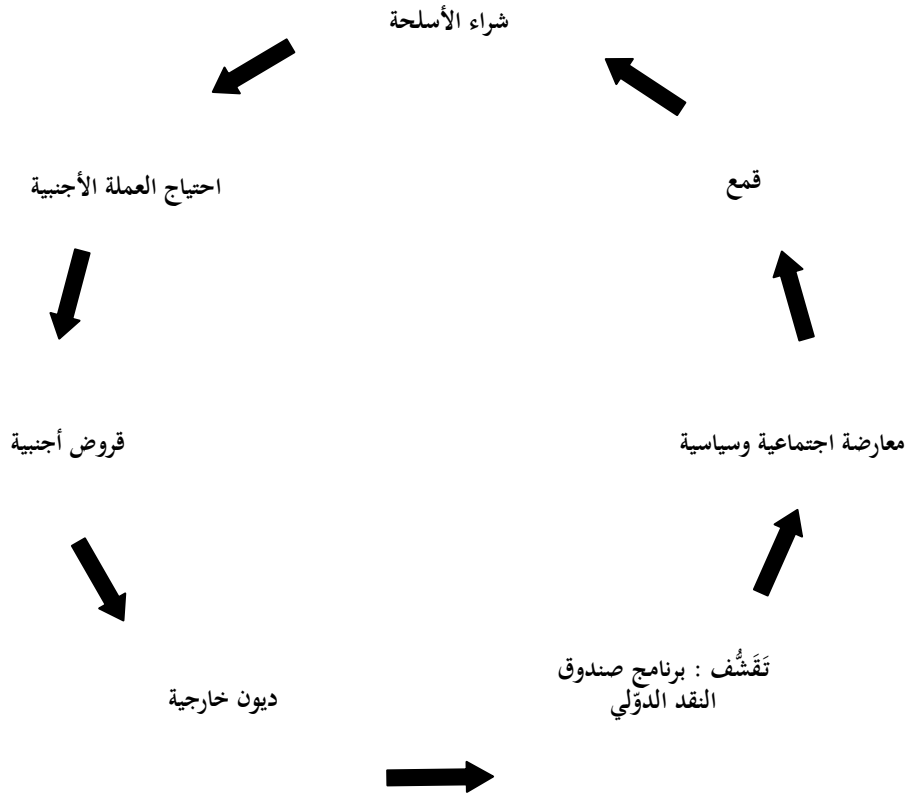 شراء الأسلحة
قمع
احتياج العملة الأجنبية
قروض أجنبية
معارضة اجتماعية وسياسية
تَقَشُّف : برنامج صندوق
النقد الدوّلي
ديون خارجية